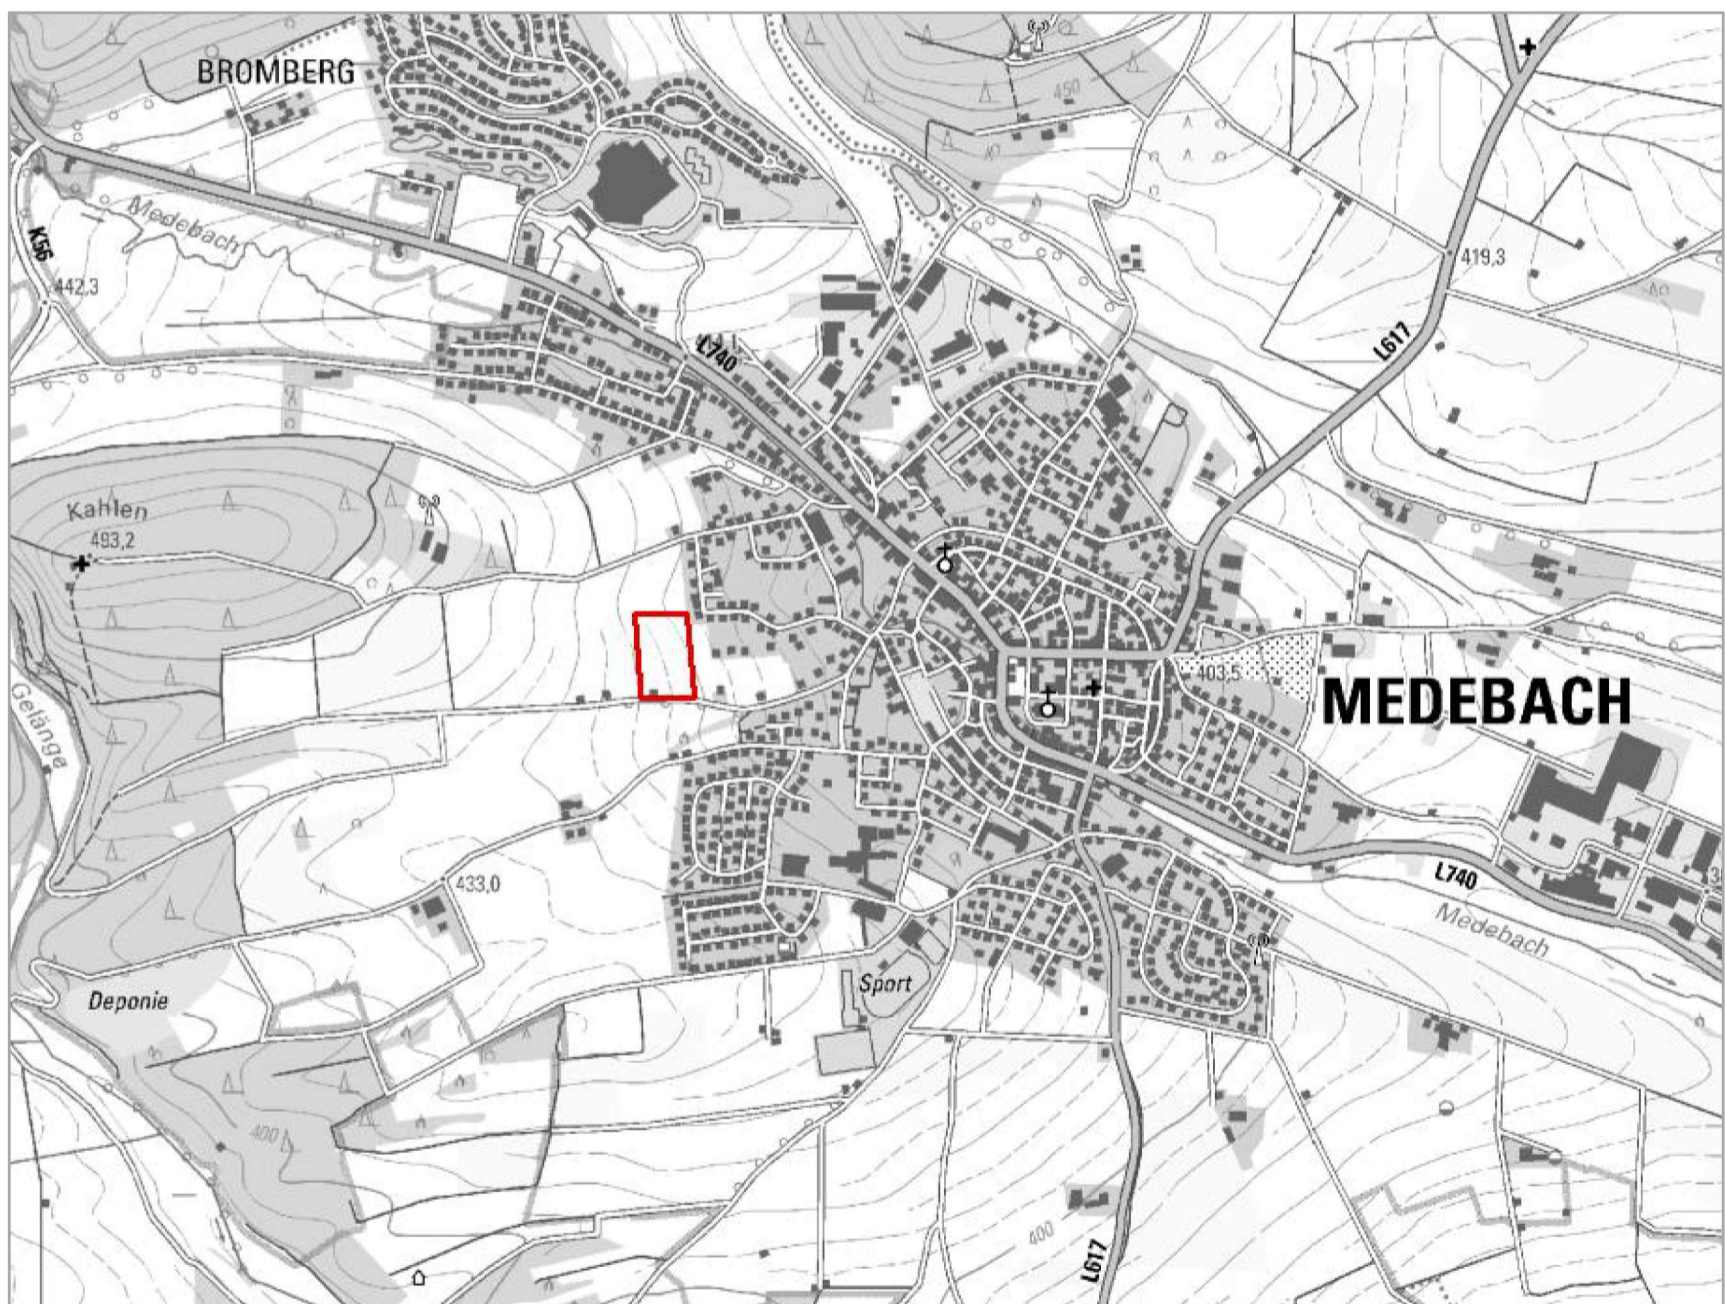 BROMBERG
450
Medebach
K56
442,3
419,3
L617
L740
Kahlen
493,2
403,5
MEDEBACH
Gelänge
433,0
L740
Medebach
Deponie
Sport
400
400
L617